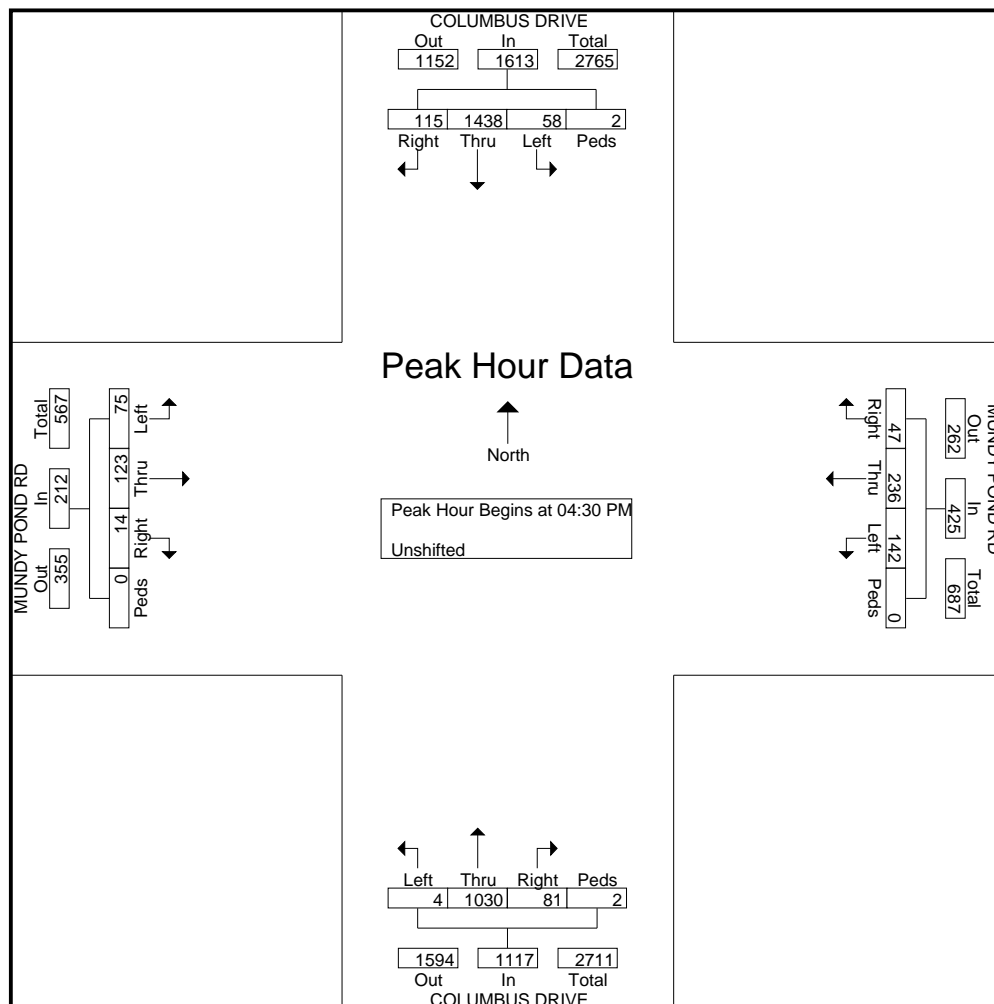 COLUMBUS DRIVE
Out In Total
1152 1613 2765
115 1438 58 2
Right Thru Left Peds
Peak Hour Data
North
Peak Hour Begins at 04:30 PM
Unshifted
MUNDY POND RD
Out In Total
355 212 567
0 14 123 75
Peds Right Thru Left
MUNDY POND RD
Out In Total
262 425 687
47 236 142 0
Right Thru Left Peds
Left Thru Right Peds
4 1030 81 2
1594 1117 2711
Out In Total
COLUMBUS DRIVE